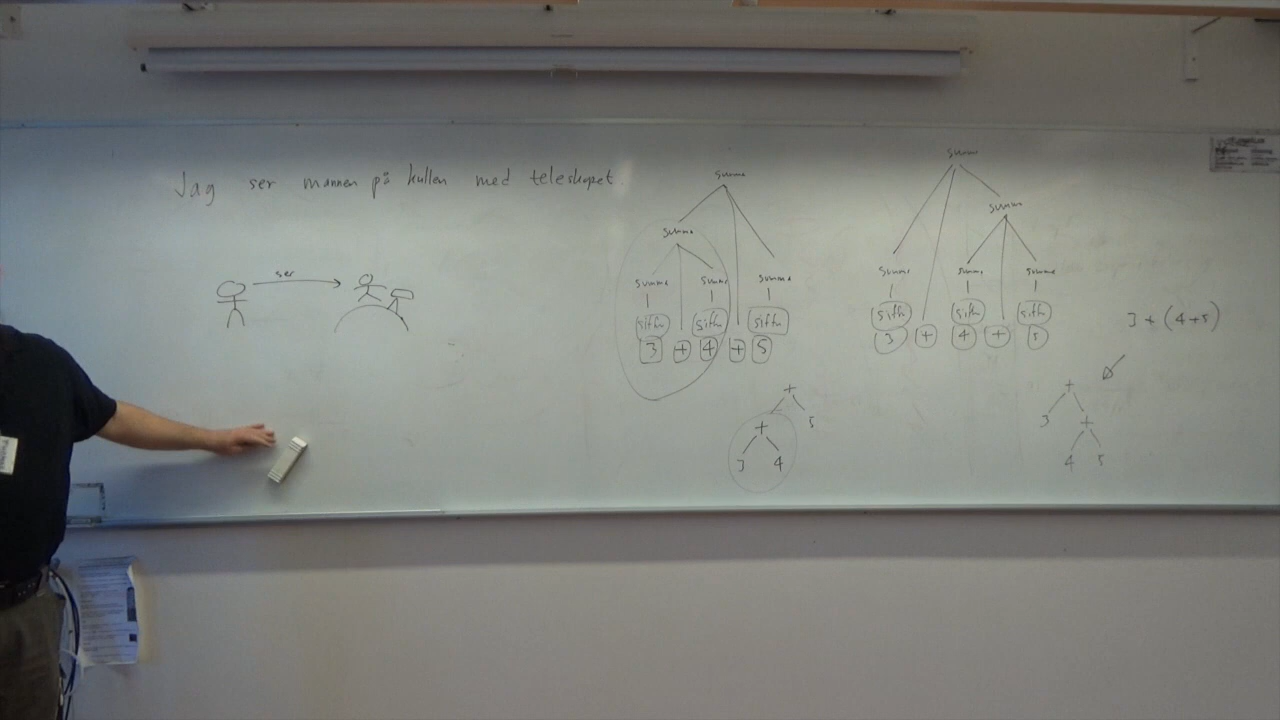 Jag ser mannen på kullen med teleskopet
ser
summa
summa
summa summa summa
siffra siffra siffra
3 + 4 + 5
+
+ 5
3 4
summa
summa
summa summa summa
siffra siffra siffra
3 + 4 + 5
3 + (4+5)
+
3 +
4 5